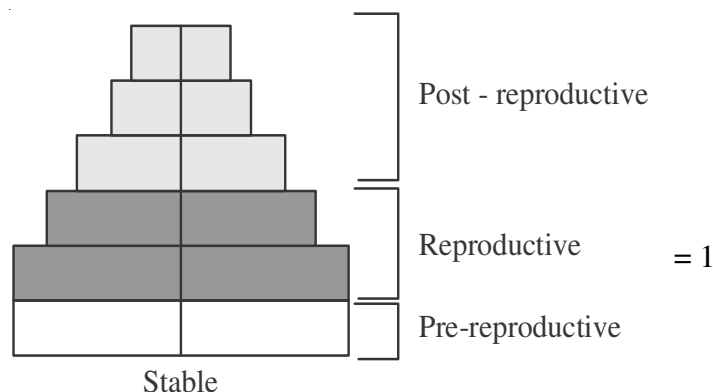 Post - reproductive
Reproductive
= 1
Pre-reproductive
Stable